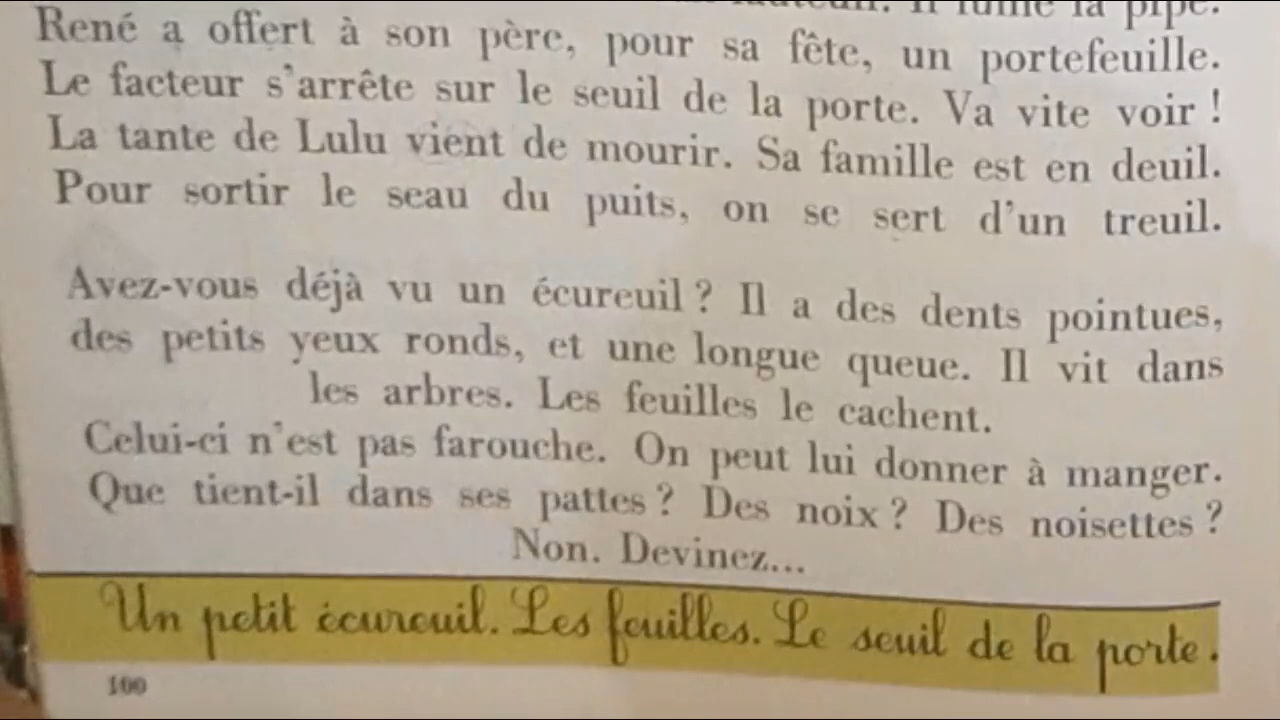 Il fume la pipe.
René a offert à son père, pour sa fête, un portefeuille.
Le facteur s'arrête sur le seuil de la porte. Va vite voir !
La tante de Lulu vient de mourir. Sa famille est en deuil.
Pour sortir le seau du puits, on se sert d'un treuil.
Avez-vous déjà vu un écureuil ? Il a des dents pointues,
des petits yeux ronds, et une longue queue. Il vit dans
les arbres. Les feuilles le cachent.
Celui-ci n'est pas farouche. On peut lui donner à manger.
Que tient-il dans ses pattes ? Des noix ? Des noisettes ?
Non. Devinez...
Un petit écureuil. Les feuilles. Le seuil de la porte.
100